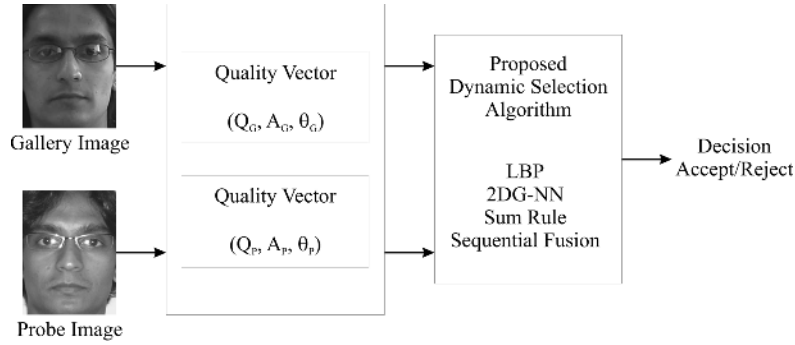 Gallery Image
Quality Vector
(Q_G, A_G, θ_G)
Probe Image
Quality Vector
(Q_P, A_P, θ_P)
Proposed
Dynamic Selection
Algorithm
LBP
2DG-NN
Sum Rule
Sequential Fusion
Decision
Accept/Reject